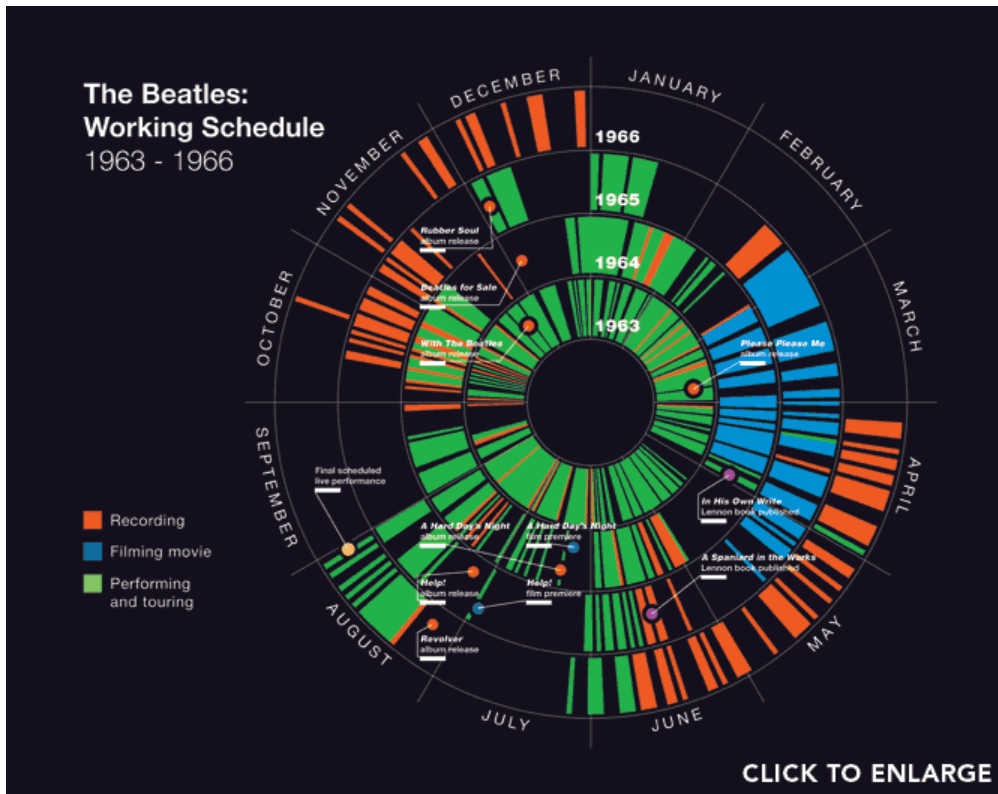 The Beatles:
Working Schedule
1963 - 1966
DECEMBER
JANUARY
FEBRUARY
MARCH
APRIL
MAY
JUNE
JULY
AUGUST
SEPTEMBER
OCTOBER
NOVEMBER
1966
1965
1964
1963
Rubber Soul
album release
Beatles for Sale
album release
With The Beatles
album release
Please Please Me
album release
Final scheduled
live performance
In His Own Write
Lennon book published
A Hard Day's Night
album release
A Hard Day's Night
film premiere
A Spaniard in the Works
Lennon book published
Help!
album release
Help!
film premiere
Revolver
album release
Recording
Filming movie
Performing
and touring
CLICK TO ENLARGE